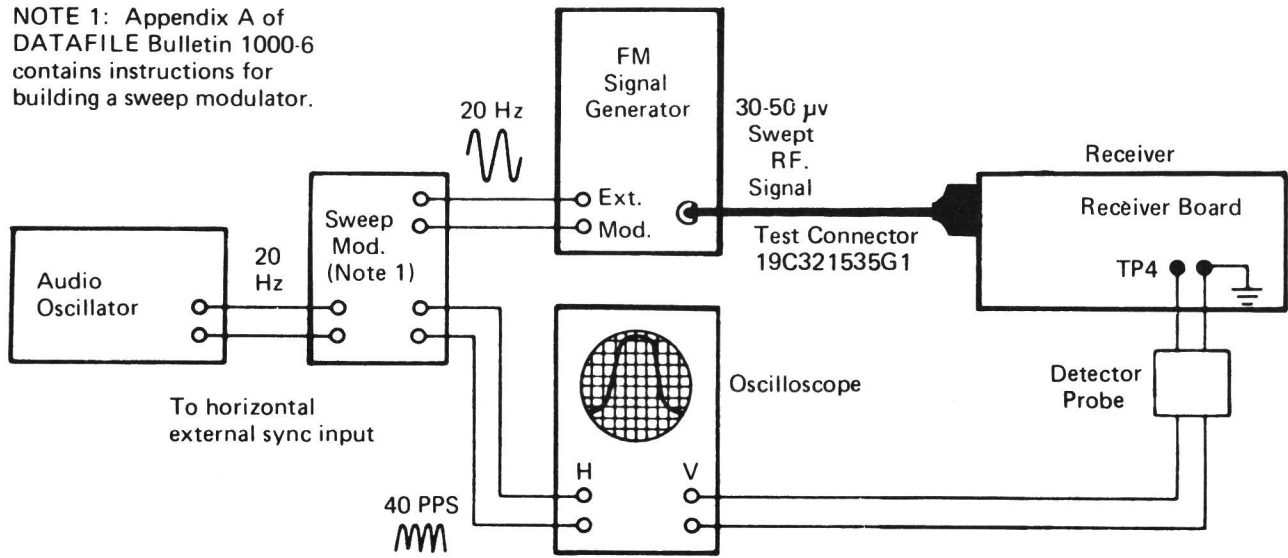 NOTE 1: Appendix A of
DATAFILE Bulletin 1000-6
contains instructions for
building a sweep modulator.
20 Hz
FM
Signal
Generator
Ext.
Mod.
30-50 µv
Swept
RF.
Signal
Test Connector
19C321535G1
Receiver
Receiver Board
TP4
Audio
Oscillator
20
Hz
Sweep
Mod.
(Note 1)
To horizontal
external sync input
40 PPS
H
V
Oscilloscope
Detector
Probe